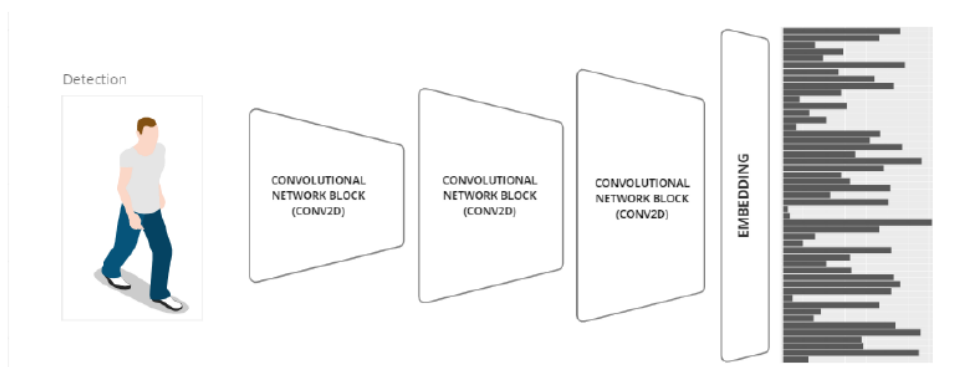 Detection
CONVOLUTIONAL
NETWORK BLOCK
(CONV2D)
CONVOLUTIONAL
NETWORK BLOCK
(CONV2D)
CONVOLUTIONAL
NETWORK BLOCK
(CONV2D)
EMBEDDING